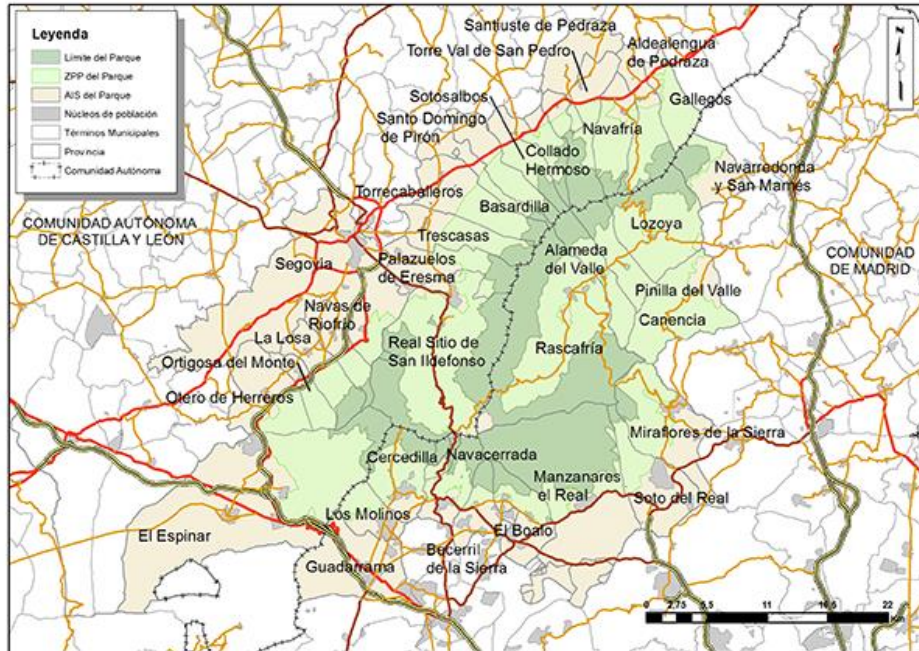 Leyenda
Límite del Parque
ZPP del Parque
AIS del Parque
Núcleos de población
Términos Municipales
Provincia
Comunidad Autónoma
Santiuste de Pedraza
Torre Val de San Pedro
Aldealengua
de Pedraza
Sotosalbos
Gallegos
Santo Domingo
de Pirón
Navafría
Collado
Hermoso
Navarredonda
y San Mamés
Torrecaballeros
Basardilla
COMUNIDAD AUTÓNOMA
DE CASTILLA Y LEÓN
Trescasas
Lozoya
Segovia
Palazuelos
de Eresma
Alameda
del Valle
COMUNIDAD
DE MADRID
Navas de
Riofrío
Pinilla del Valle
La Losa
Real Sitio de
San Ildefonso
Canencia
Ortigosa del Monte
Rascafría
Otero de Herreros
Miraflores de la Sierra
Cercedilla
Navacerrada
Manzanares
el Real
Soto del Real
Los Molinos
El Espinar
El Boalo
Guadarrama
Becerril
de la Sierra
0 2,75 5,5 11 16,5 22
Km